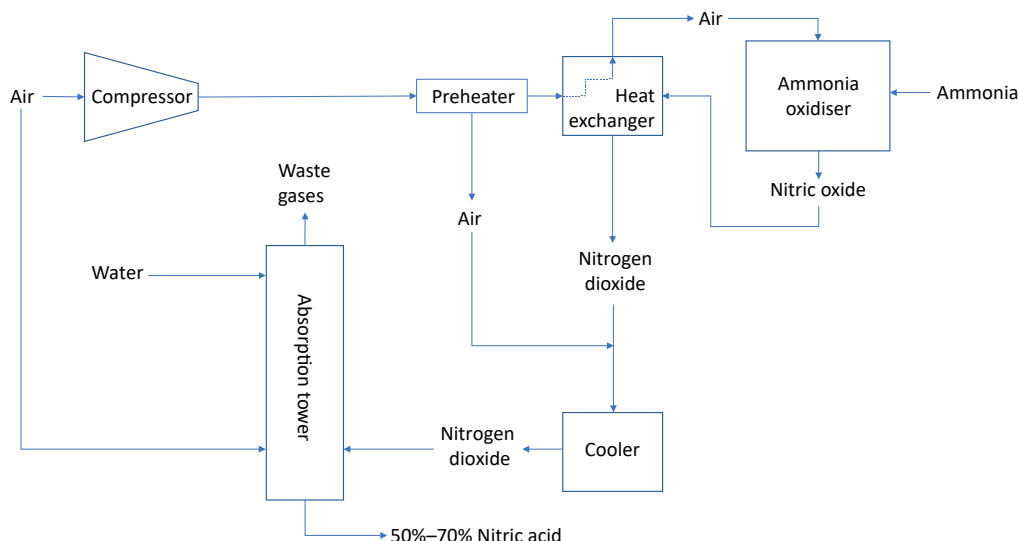 Air
Air
Compressor
Preheater
Heat
exchanger
Ammonia
oxidiser
Ammonia
Nitric oxide
Waste
gases
Air
Water
Nitrogen
dioxide
Absorption tower
Nitrogen
dioxide
Cooler
50%–70% Nitric acid